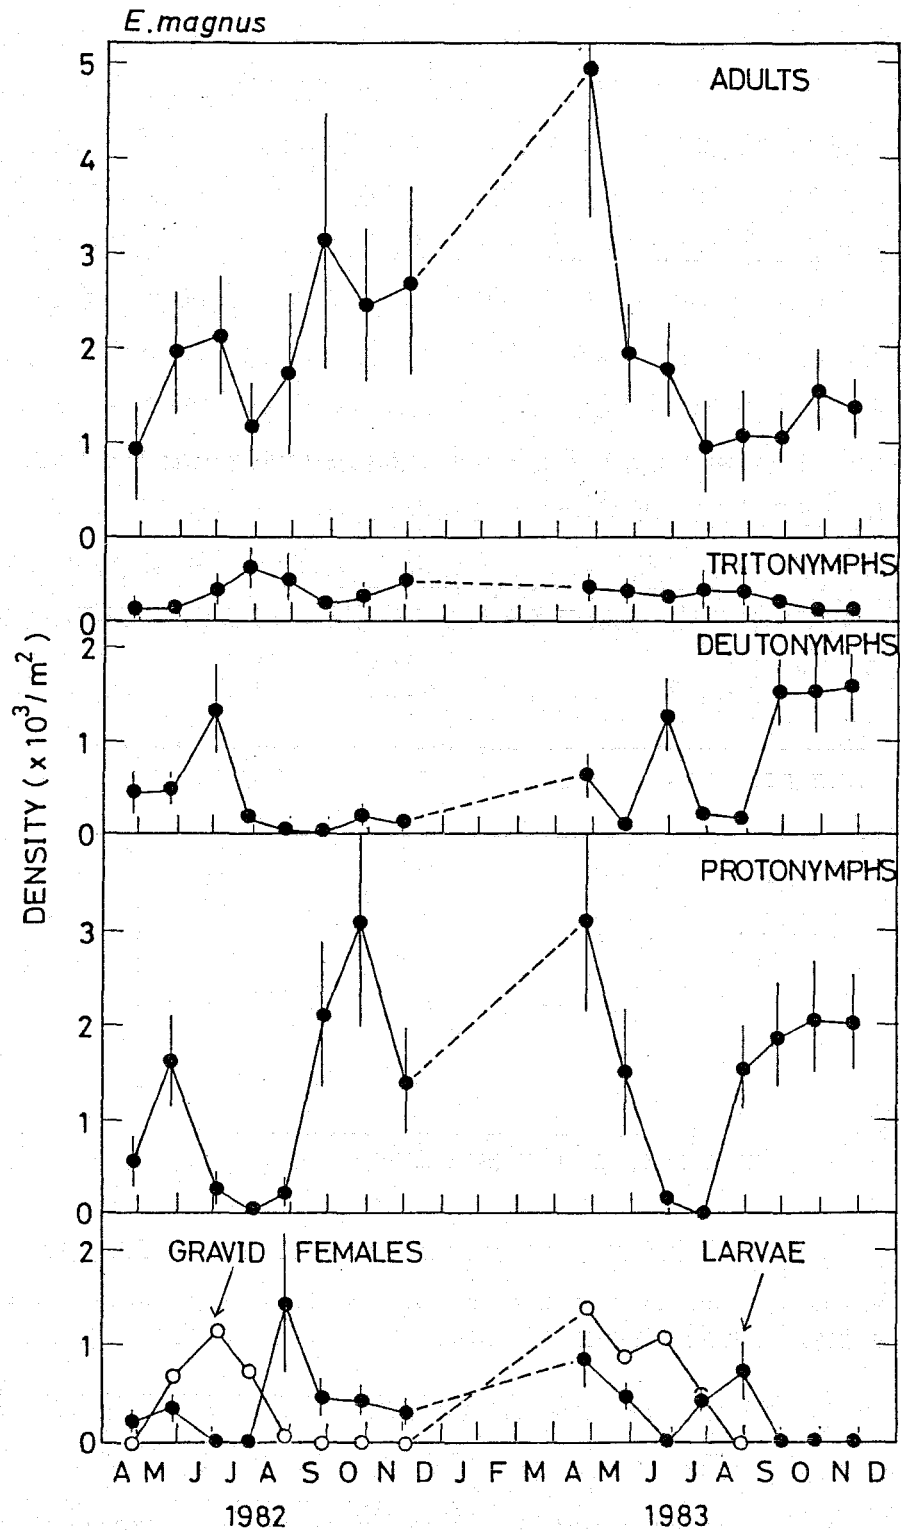 E.magnus
ADULTS
5
4
3
2
1
0
TRITONYMPHS
0
DEUTONYMPHS
2
1
0
PROTONYMPHS
3
2
1
0
GRAVID FEMALES LARVAE
2
1
0
DENSITY (x 10³/m²)
A M J J A S O N D J F M A M J J A S O N D
1982 1983